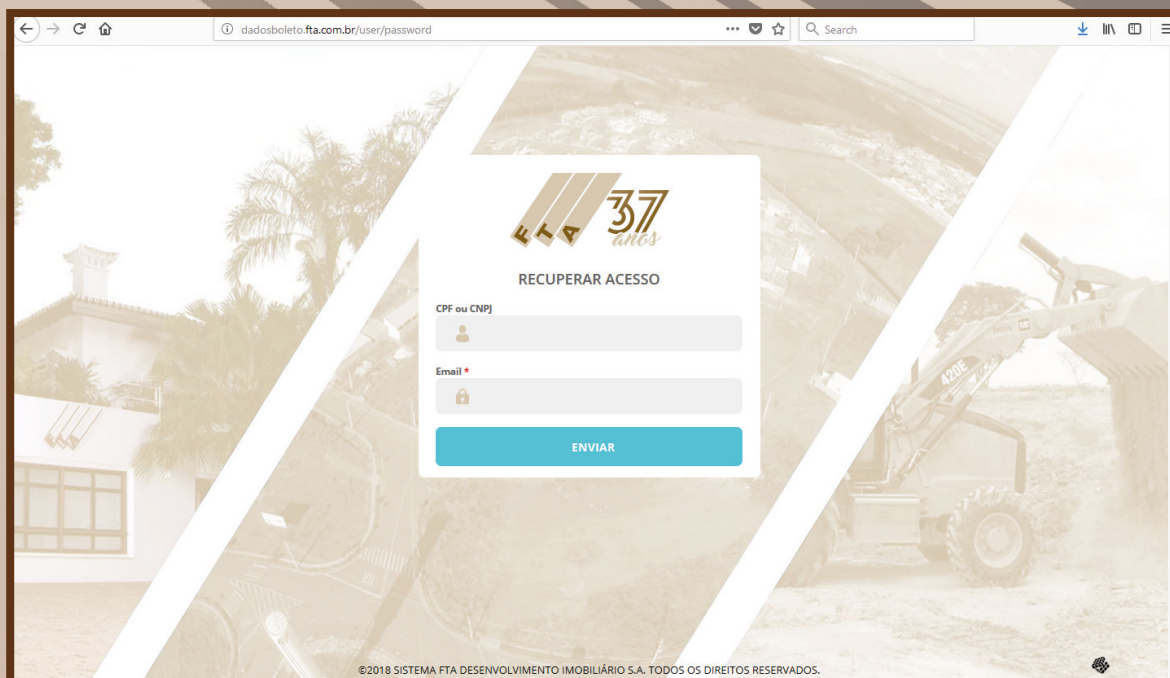 dadosboleto.fta.com.br/user/password
Search
FTA 37
anos
RECUPERAR ACESSO
CPF ou CNPJ
Email *
ENVIAR
420E
©2018 SISTEMA FTA DESENVOLVIMENTO IMOBILIÁRIO S.A. TODOS OS DIREITOS RESERVADOS.